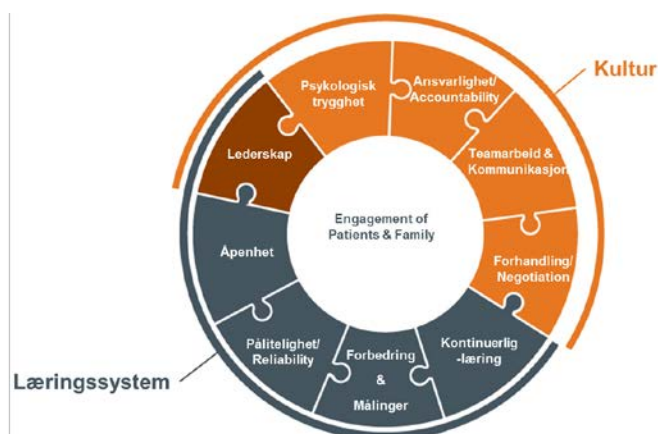 Kultur
Psykologisk
trygghet
Ansvarlighet/
Accountability
Teamarbeid &
Kommunikasjon
Forhandling/
Negotiation
Kontinuerlig
-læring
Forbedring
&
Målinger
Pålitelighet/
Reliability
Åpenhet
Lederskap
Engagement of
Patients & Family
Læringssystem